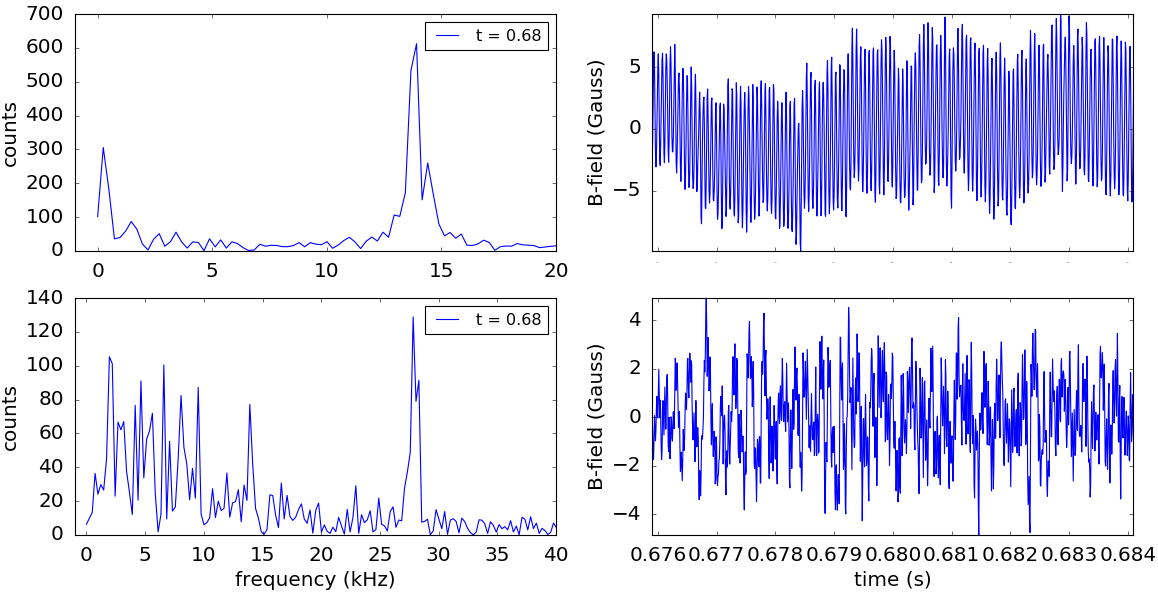 700
600
500
400
300
200
100
0
counts
t = 0.68
0 5 10 15 20
5
0
−5
B-field (Gauss)
140
120
100
80
60
40
20
0
counts
t = 0.68
0 5 10 15 20 25 30 35 40
frequency (kHz)
4
2
0
−2
−4
B-field (Gauss)
0.676 0.677 0.678 0.679 0.680 0.681 0.682 0.683 0.684
time (s)